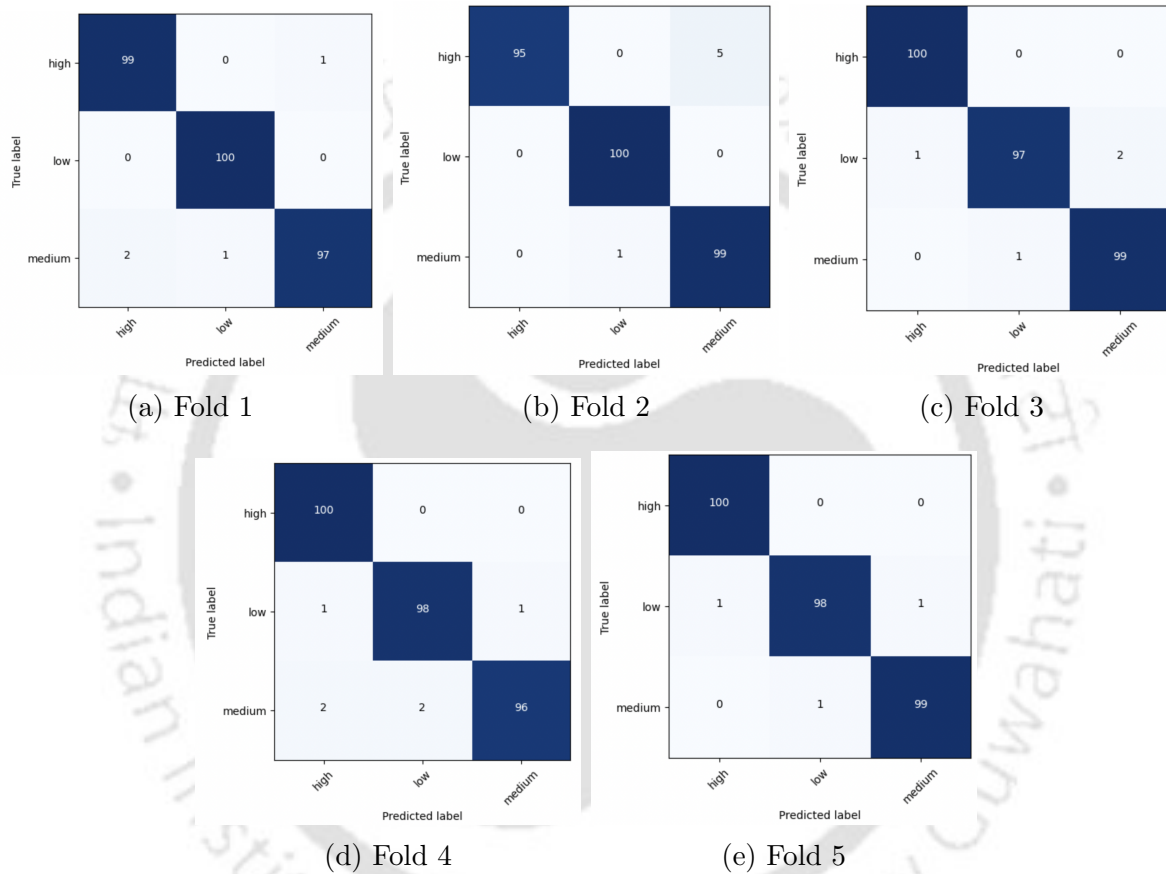 high 99 0 1
low 0 100 0
medium 2 1 97
high low medium
True label
Predicted label
(a) Fold 1
high 95 0 5
low 0 100 0
medium 0 1 99
high low medium
True label
Predicted label
(b) Fold 2
high 100 0 0
low 1 97 2
medium 0 1 99
high low medium
True label
Predicted label
(c) Fold 3
high 100 0 0
low 1 98 1
medium 2 2 96
high low medium
True label
Predicted label
(d) Fold 4
high 100 0 0
low 1 98 1
medium 0 1 99
high low medium
True label
Predicted label
(e) Fold 5
Indian
Guwahati